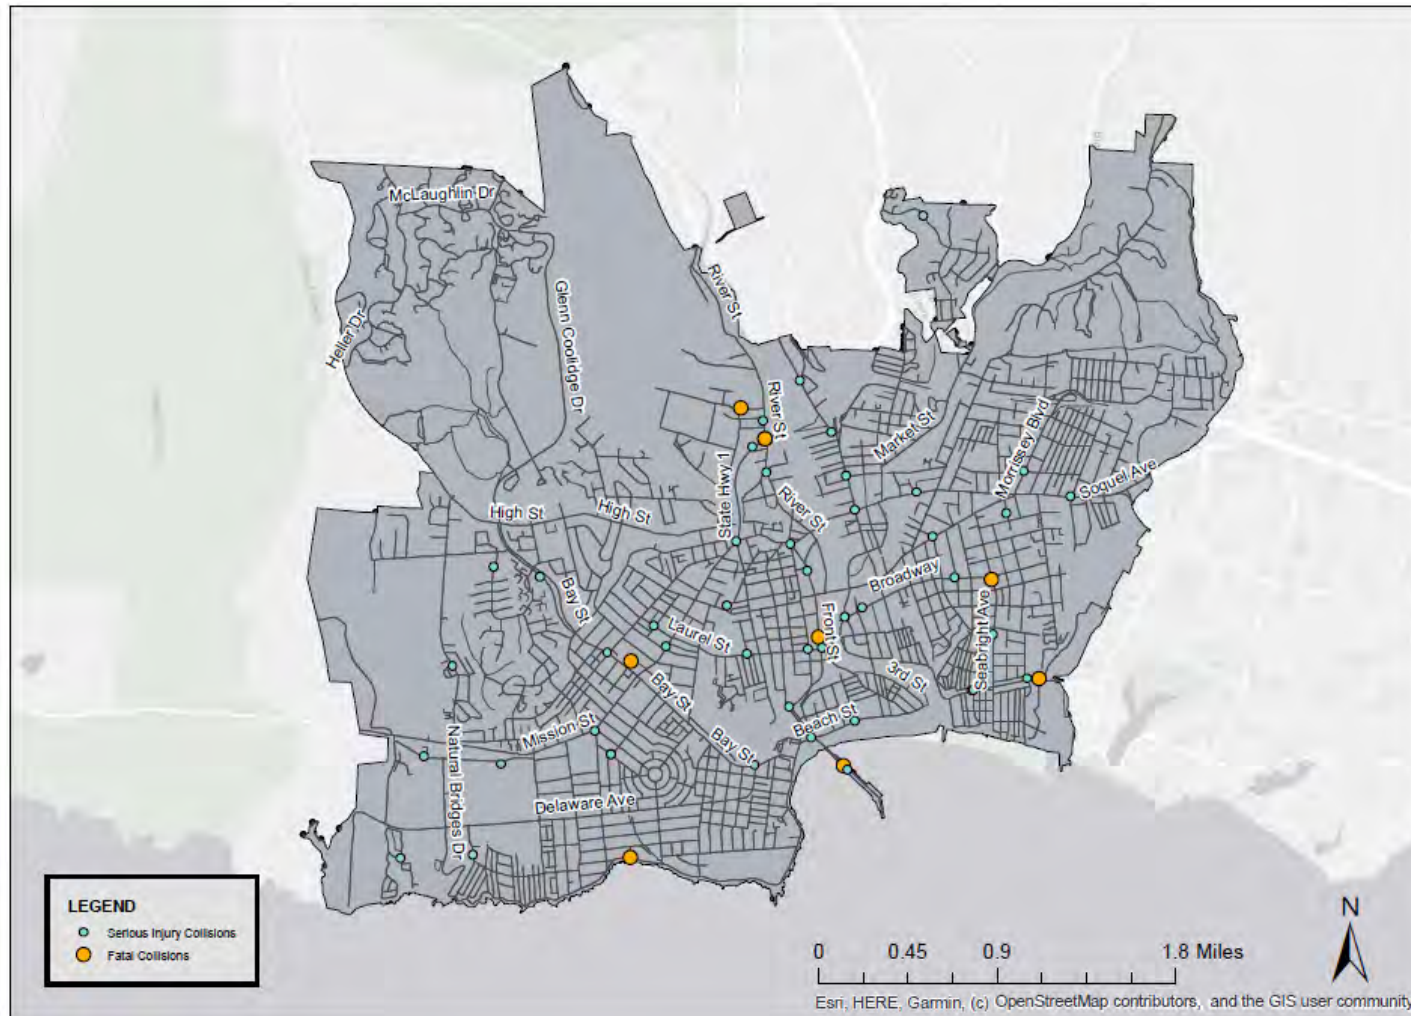 McLaughlin Dr
River St
Glenn Coolidge Dr
Heller Dr
River St
Market St
Morrissey Blvd
Soquel Ave
State Hwy 1
River St
High St
High St
Broadway
Bay St
Seabright Ave
Front St
Laurel St
3rd St
Bay St
Beach St
Mission St
Bay St
Natural Bridges Dr
Delaware Ave
LEGEND
Serious Injury Collisions
Fatal Collisions
N
0 0.45 0.9 1.8 Miles
Esri, HERE, Garmin, (c) OpenStreetMap contributors, and the GIS user community